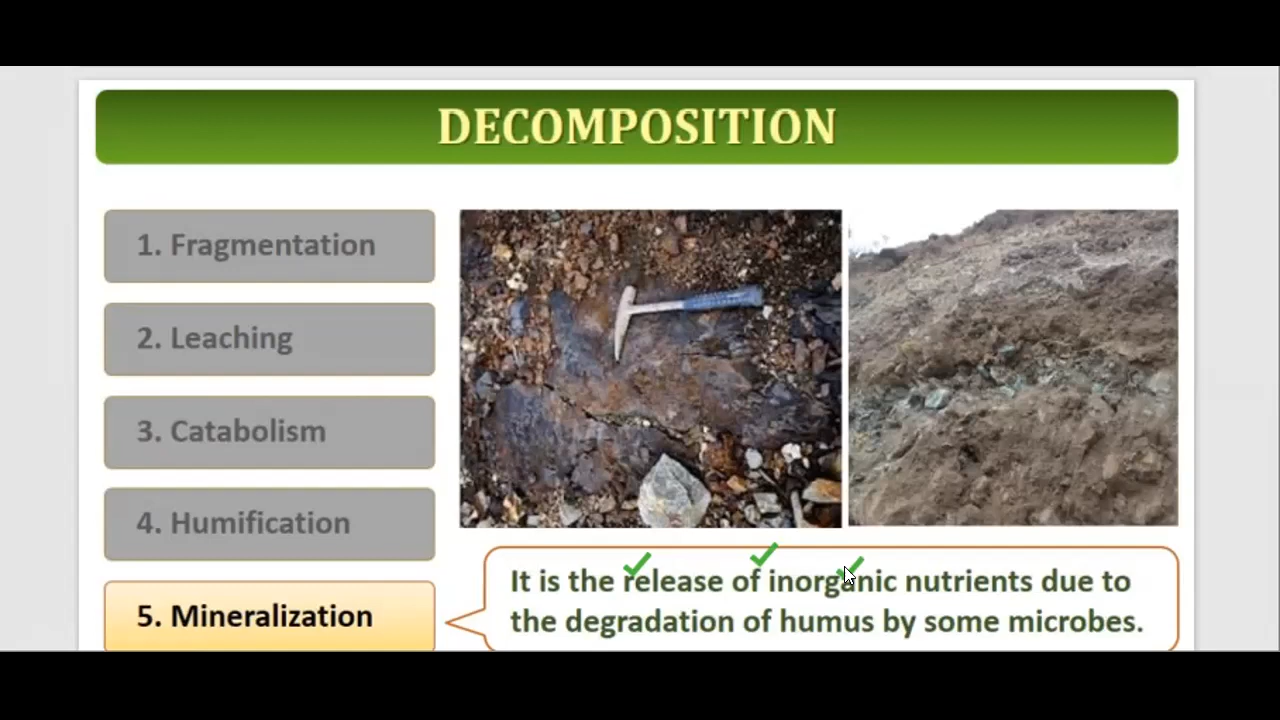 DECOMPOSITION
1. Fragmentation
2. Leaching
3. Catabolism
4. Humification
5. Mineralization
It is the release of inorganic nutrients due to
the degradation of humus by some microbes.